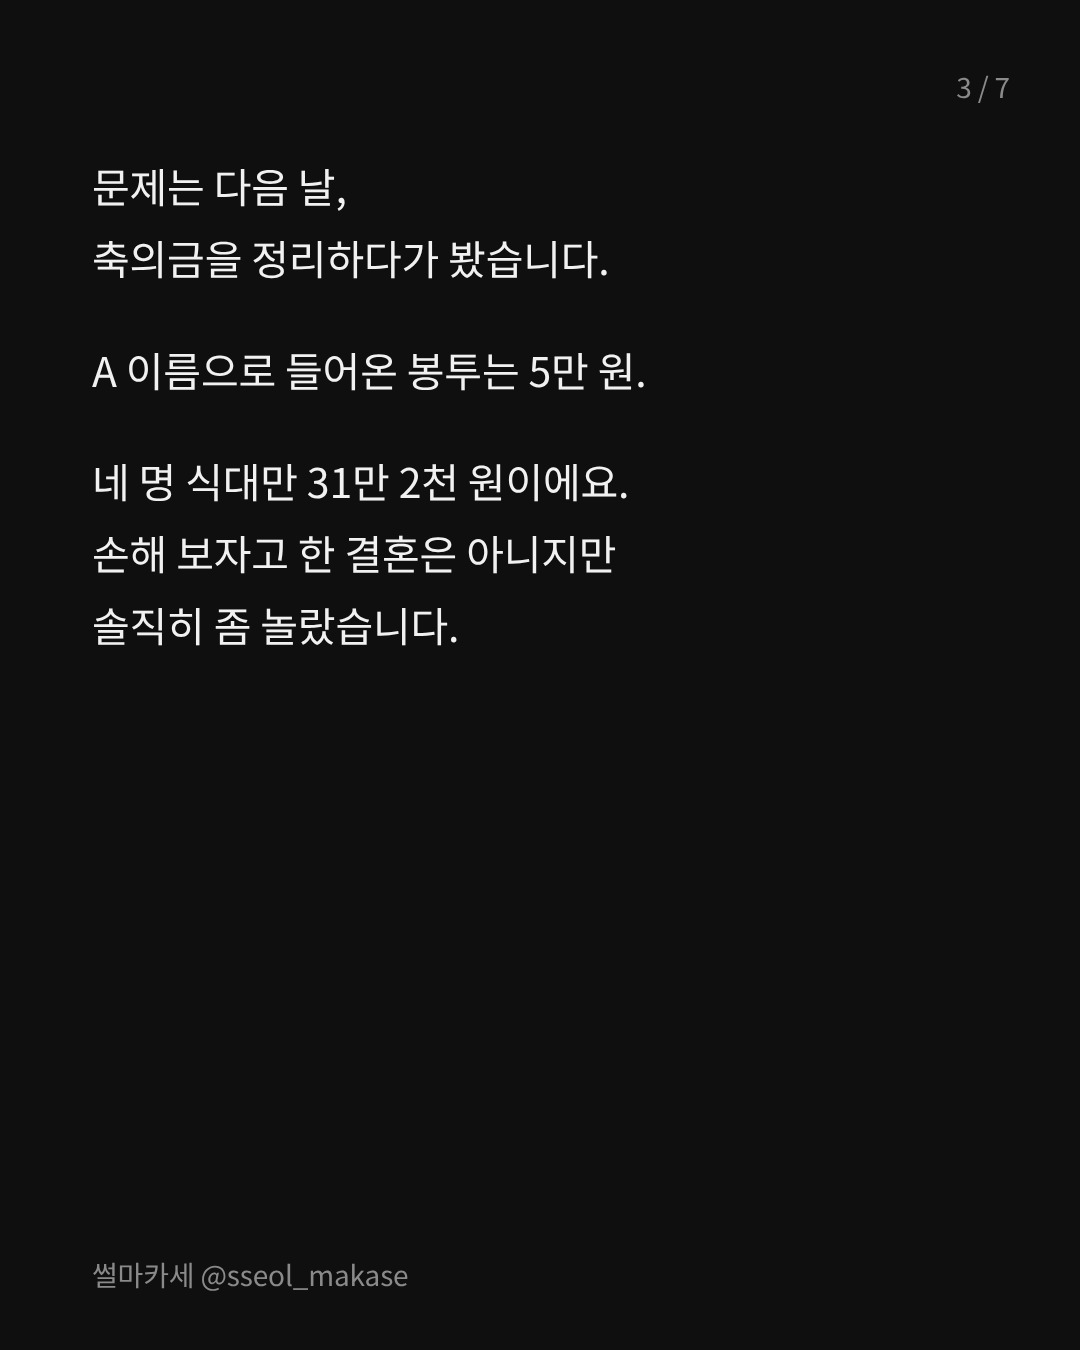 3 / 7
문제는 다음 날,
축의금을 정리하다가 봤습니다.
A 이름으로 들어온 봉투는 5만 원.
네 명 식대만 31만 2천 원이에요.
손해 보자고 한 결혼은 아니지만
솔직히 좀 놀랐습니다.
썰마카세 @sseol_makase